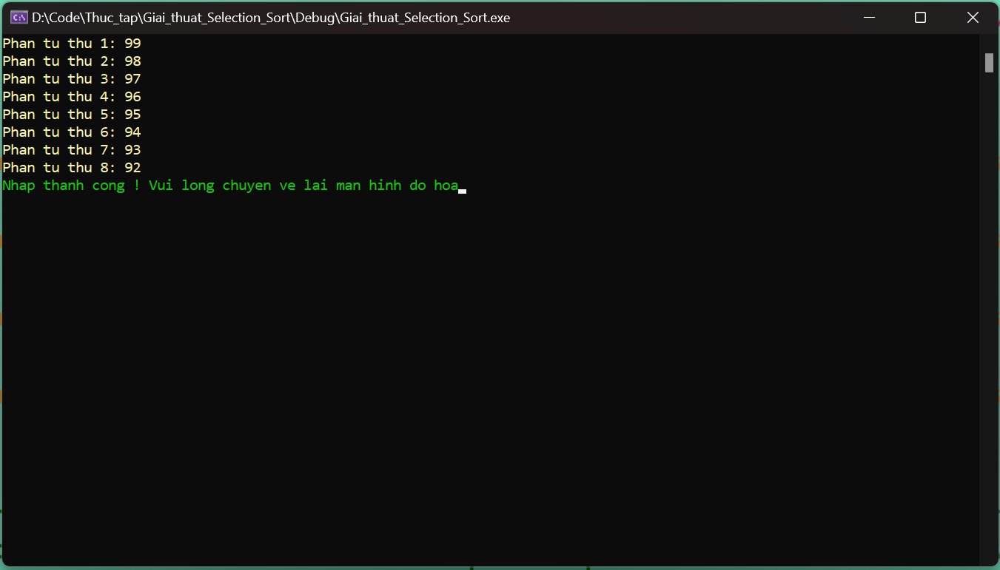 D:\Code\Thuc_tap\Giai_thuat_Selection_Sort\Debug\Giai_thuat_Selection_Sort.exe
Phan tu thu 1: 99
Phan tu thu 2: 98
Phan tu thu 3: 97
Phan tu thu 4: 96
Phan tu thu 5: 95
Phan tu thu 6: 94
Phan tu thu 7: 93
Phan tu thu 8: 92
Nhap thanh cong ! Vui long chuyen ve lai man hinh do hoa